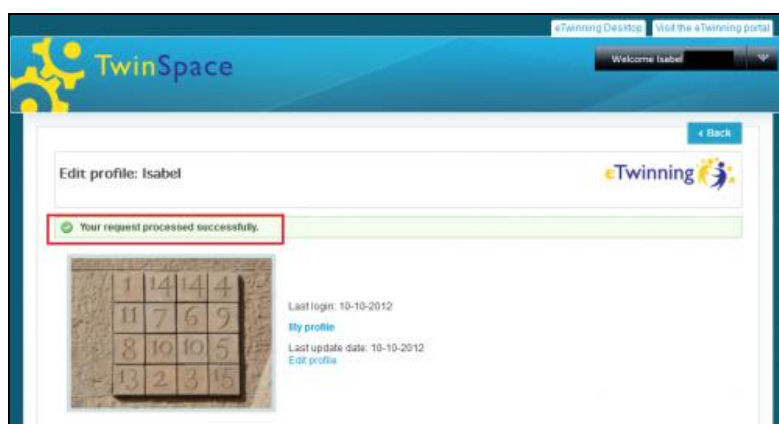 eTwinning Desktop Visit the eTwinning portal
TwinSpace
Welcome Isabel
Back
Edit profile: Isabel
eTwinning
Your request processed successfully.
1 14 14 4
11 7 6 9
8 10 10 5
13 2 3 15
Last login: 10-10-2012
My profile
Last update date: 10-10-2012
Edit profile